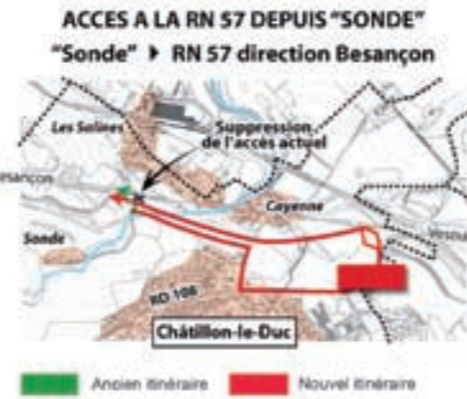 ACCES A LA RN 57 DEPUIS "SONDE"
"Sonde" ▶ RN 57 direction Besançon
Les Salines
Suppression
de l'accès actuel
Cayenne
Sonde
RD 108
Châtillon-le-Duc
Ancien itinéraire
Nouvel itinéraire